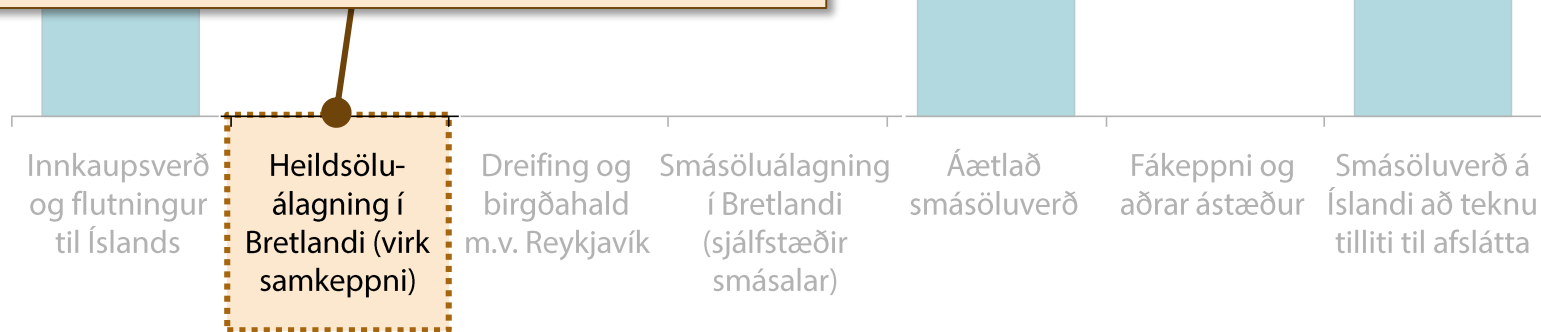 Innkaupsverð
og flutningur
til Íslands
Heildsölu-
álagning í
Bretlandi (virk
samkeppni)
Dreifing og
birgðahald
m.v. Reykjavík
Smásöluálagning
í Bretlandi
(sjálfstæðir
smásalar)
Áætlað
smásöluverð
Fákeppni og
aðrar ástæður
Smásöluverð á
Íslandi að teknu
tilliti til afslátta